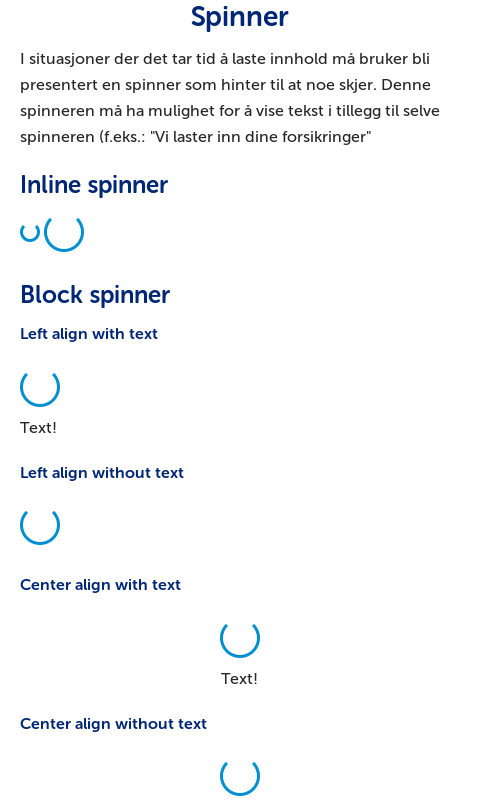 Spinner
I situasjoner der det tar tid å laste innhold må bruker bli
presentert en spinner som hinter til at noe skjer. Denne
spinneren må ha mulighet for å vise tekst i tillegg til selve
spinneren (f.eks.: "Vi laster inn dine forsikringer"
Inline spinner
Block spinner
Left align with text
Text!
Left align without text
Center align with text
Text!
Center align without text